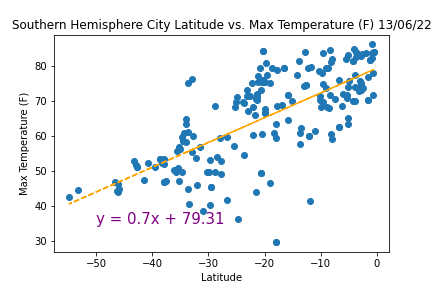 Southern Hemisphere City Latitude vs. Max Temperature (F) 13/06/22
Max Temperature (F)
80
70
60
50
40
30
y = 0.7x + 79.31
−50 −40 −30 −20 −10 0
Latitude